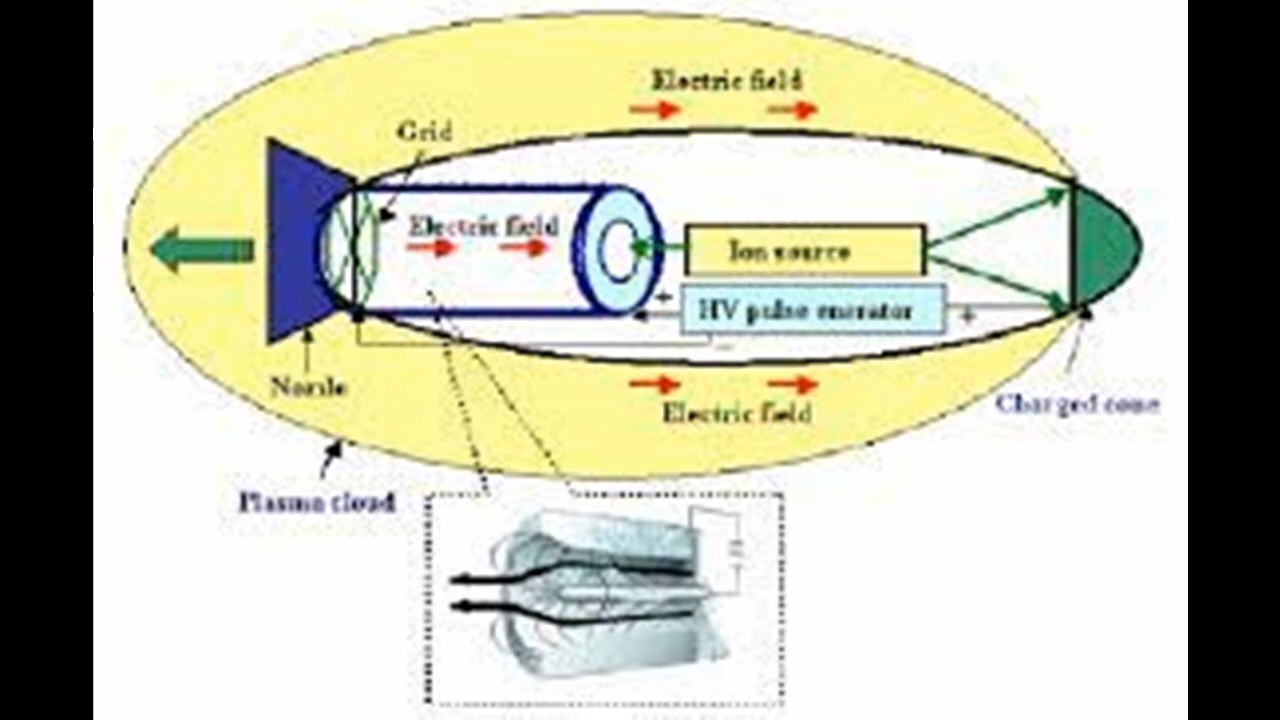 Electric field
Grid
Electric field
Ion source
+
HV pulse enerator
+
−
Nozzle
Electric field
Charged cone
Plasma cloud